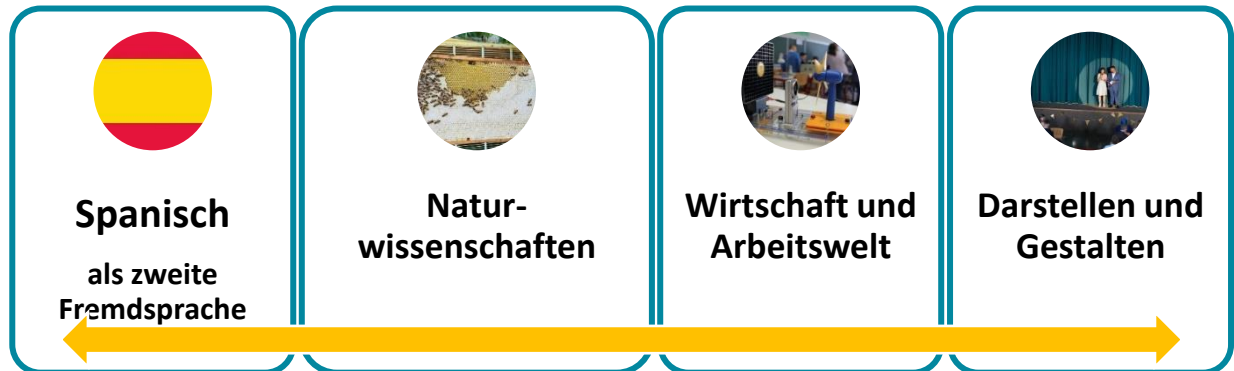 Spanisch
als zweite
Fremdsprache
Natur-
wissenschaften
Wirtschaft und
Arbeitswelt
Darstellen und
Gestalten